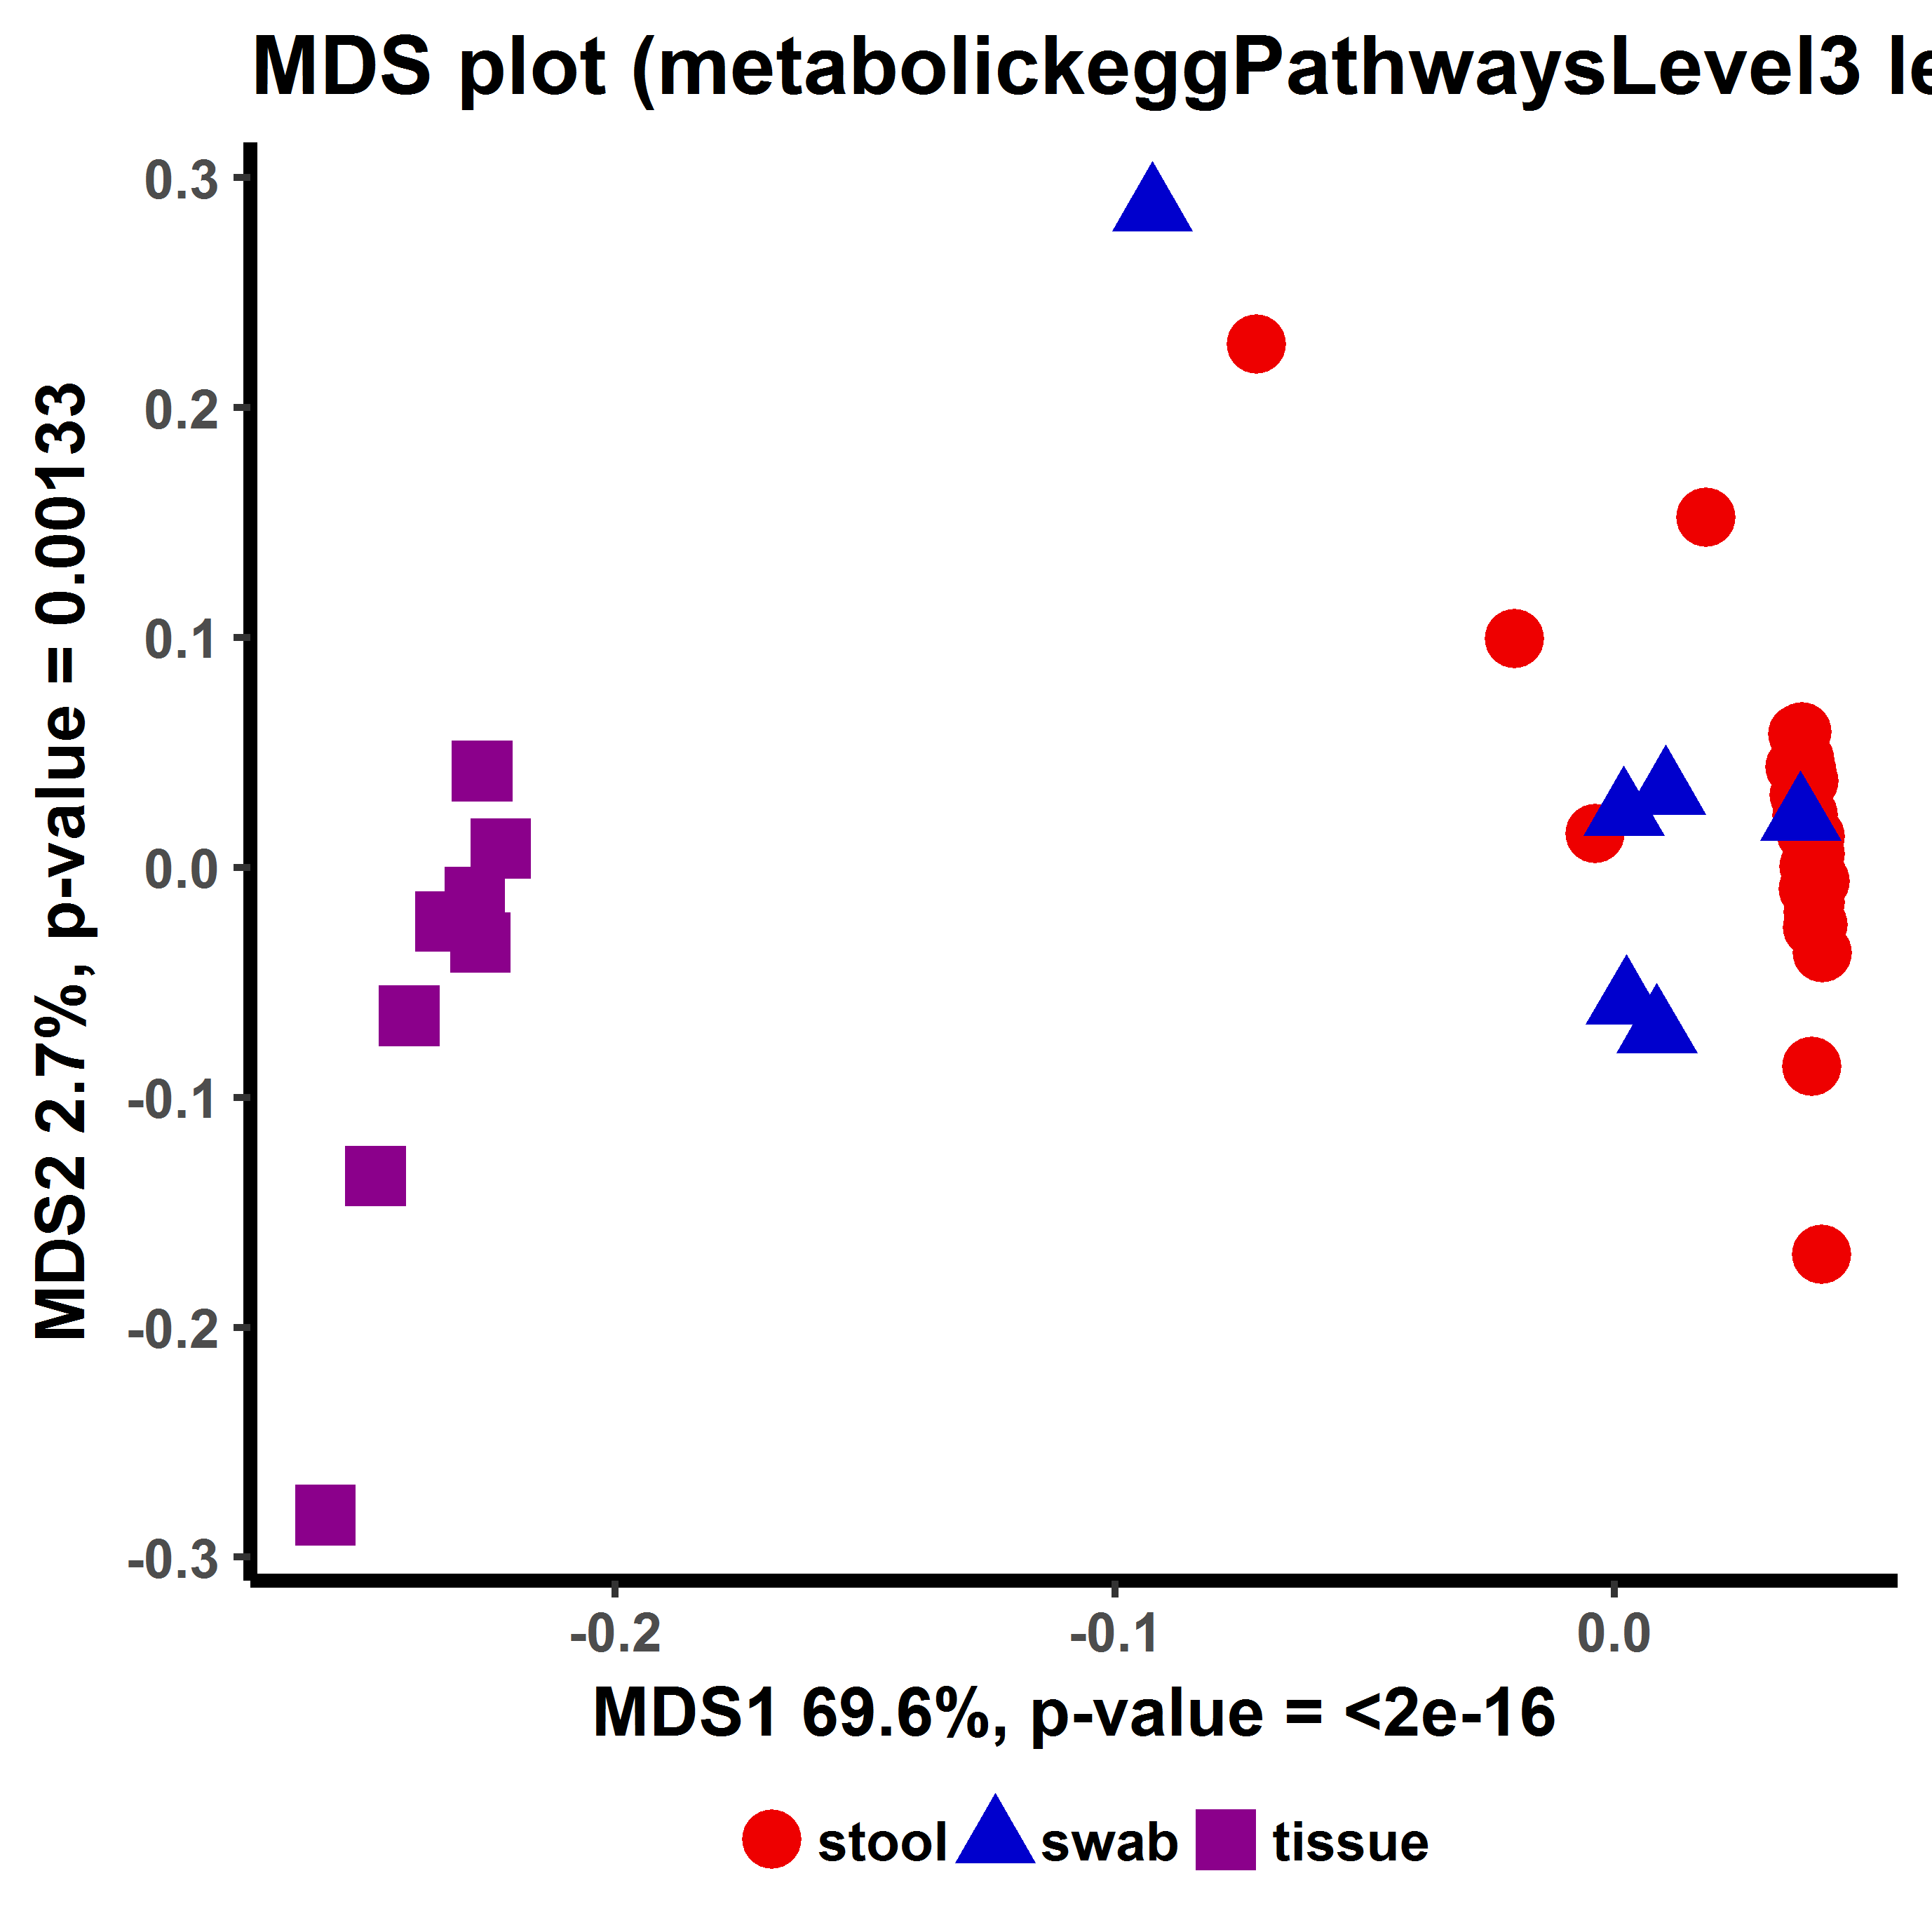 MDS plot (metabolickeggPathwaysLevel3 le
MDS2 2.7%, p-value = 0.00133
0.3
0.2
0.1
0.0
-0.1
-0.2
-0.3
-0.2 -0.1 0.0
MDS1 69.6%, p-value = <2e-16
stool swab tissue